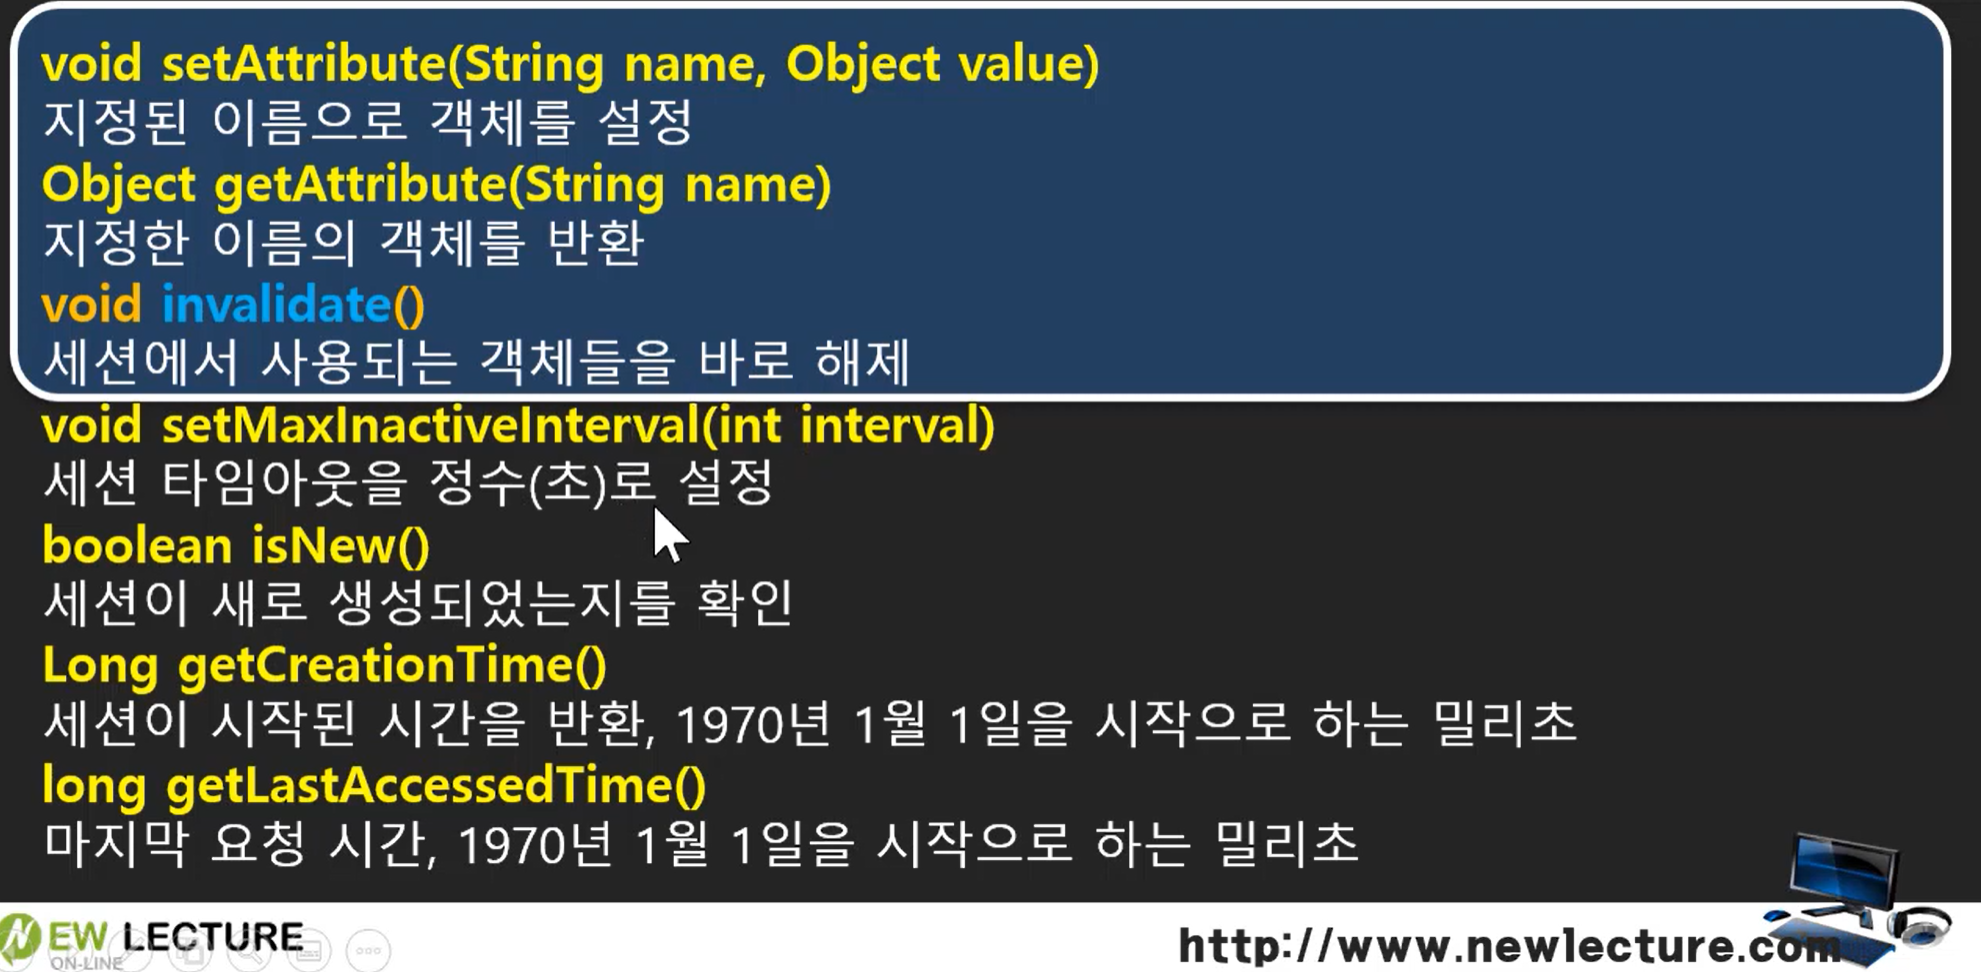 void setAttribute(String name, Object value)
지정된 이름으로 객체를 설정
Object getAttribute(String name)
지정한 이름의 객체를 반환
void invalidate()
세션에서 사용되는 객체들을 바로 해제
void setMaxInactiveInterval(int interval)
세션 타임아웃을 정수(초)로 설정
boolean isNew()
세션이 새로 생성되었는지를 확인
Long getCreationTime()
세션이 시작된 시간을 반환, 1970년 1월 1일을 시작으로 하는 밀리초
long getLastAccessedTime()
마지막 요청 시간, 1970년 1월 1일을 시작으로 하는 밀리초
NEW LECTURE
ON-LINE
http://www.newlecture.com